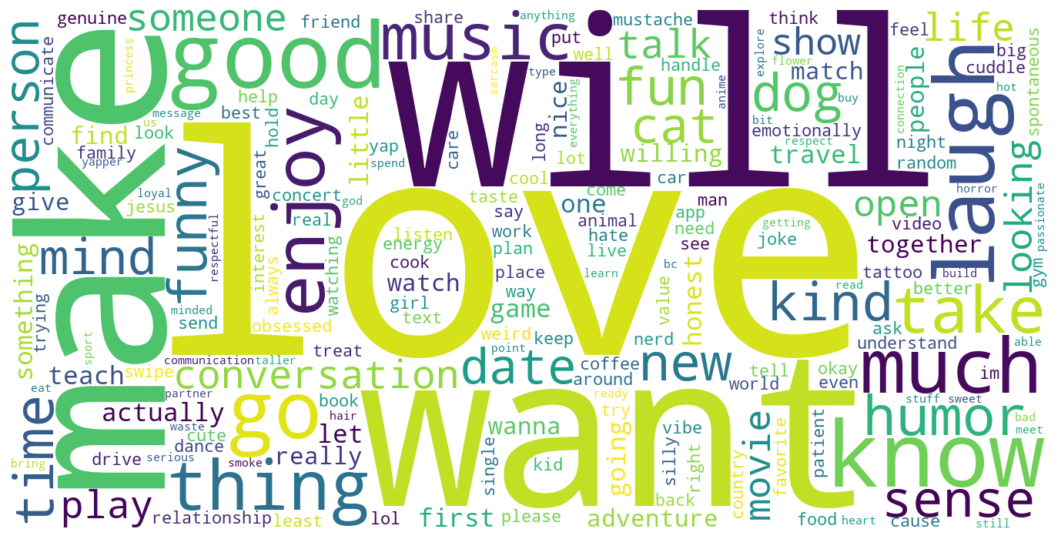 genuine
someone
friend
share
anything
mustache
think
feel
life
big
communicate
princess
good
music
put
well
talk
show
people
cuddle
person
make
will
sarcasm
type
handle
match
explore
flower
hot
spontaneous
help
day
hold
best
yap
spend
care
long
nice
lot
everything
fun
dog
buy
connection
laugh
find
message
us
look
family
yapper
enjoy
little
cat
bit
emotionally
night
loyal
great
concert
jesus
real
god
cool
car
willing
anime
respect
travel
random
horror
passionate
give
funny
respectful
taste
come
man
one
app
open
looking
mind
love
say
animal
work
hate
need
see
getting
joke
video
together
gym
something
trying
minded
send
always
interest
watching
listen
energy
plan
live
cook
place
learn
watch
way
value
bc
honest
kind
read
tattoo
build
better
take
girl
game
text
obsessed
weird
nerd
ask
able
sport
communication
taller
treat
point
keep
coffee
date
new
understand
much
im
teach
swipe
conversation
around
world
tell
okay
even
eat
partner
hair
book
ready
want
stuff
sweet
time
actually
cute
go
let
wanna
try
going
vibe
movie
favorite
patient
humor
bad
meet
waste
dance
really
single
silly
right
country
know
bring
drive
serious
smoke
thing
kid
back
sense
play
relationship
least
lol
first
please
adventure
food
heart
cause
still